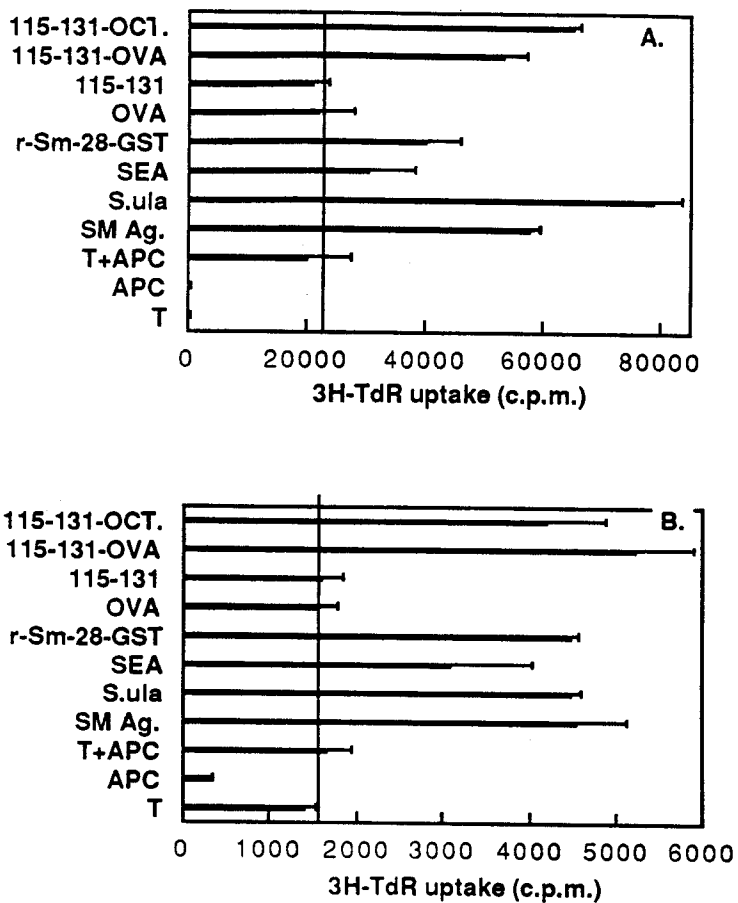 A.
115-131-OCT.
115-131-OVA
115-131
OVA
r-Sm-28-GST
SEA
S.ula
SM Ag.
T+APC
APC
T
0 20000 40000 60000 80000
3H-TdR uptake (c.p.m.)
B.
115-131-OCT.
115-131-OVA
115-131
OVA
r-Sm-28-GST
SEA
S.ula
SM Ag.
T+APC
APC
T
0 1000 2000 3000 4000 5000 6000
3H-TdR uptake (c.p.m.)